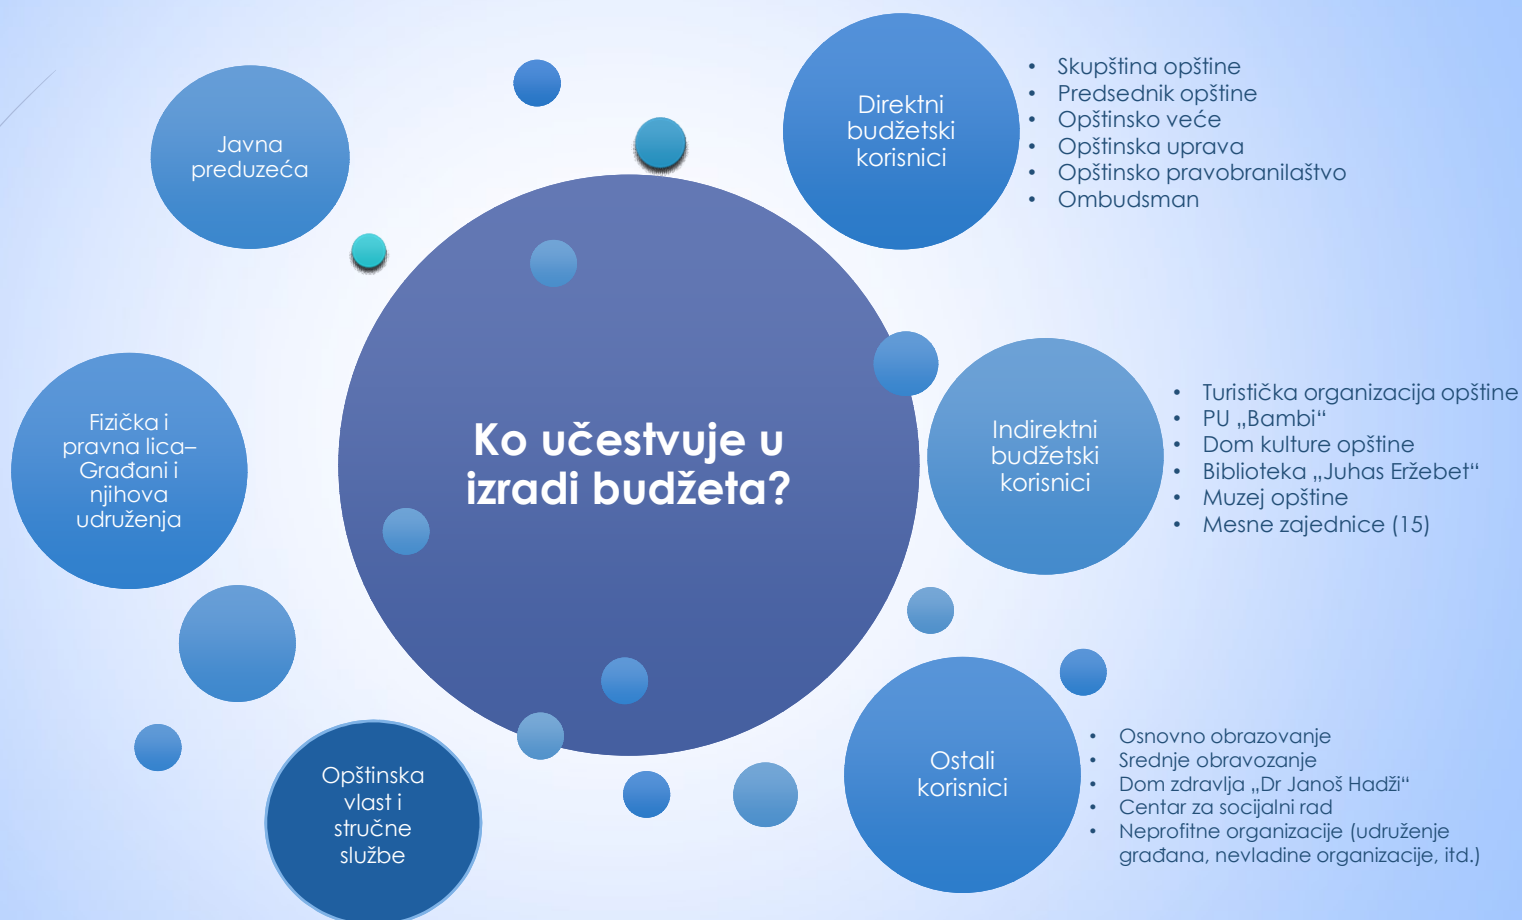 Javna
preduzeća
Direktni
budžetski
korisnici
• Skupština opštine
• Predsednik opštine
• Opštinsko veće
• Opštinska uprava
• Opštinsko pravobranilaštvo
• Ombudsman
Fizička i
pravna lica–
Građani i
njihova
udruženja
Ko učestvuje u
izradi budžeta?
Indirektni
budžetski
korisnici
• Turistička organizacija opštine
• PU „Bambi“
• Dom kulture opštine
• Biblioteka „Juhas Eržebet“
• Muzej opštine
• Mesne zajednice (15)
Opštinska
vlast i
stručne
službe
Ostali
korisnici
• Osnovno obrazovanje
• Srednje obravozanje
• Dom zdravlja „Dr Janoš Hadži“
• Centar za socijalni rad
• Neprofitne organizacije (udruženje
građana, nevladine organizacije, itd.)